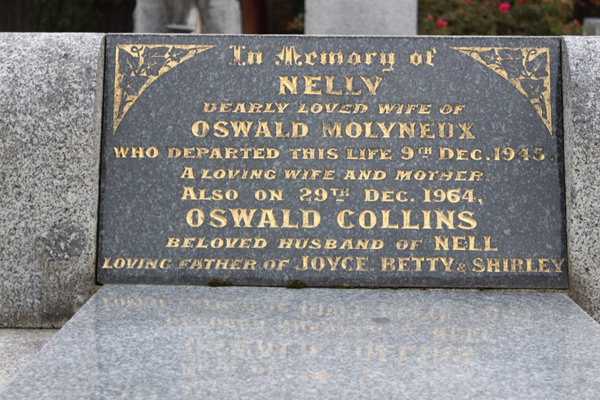 In Memory of
NELLY
DEARLY LOVED WIFE OF
OSWALD MOLYNEUX
WHO DEPARTED THIS LIFE 9TH DEC. 1945.
A LOVING WIFE AND MOTHER.
ALSO ON 29TH DEC. 1964,
OSWALD COLLINS
BELOVED HUSBAND OF NELL
LOVING FATHER OF JOYCE. BETTY & SHIRLEY